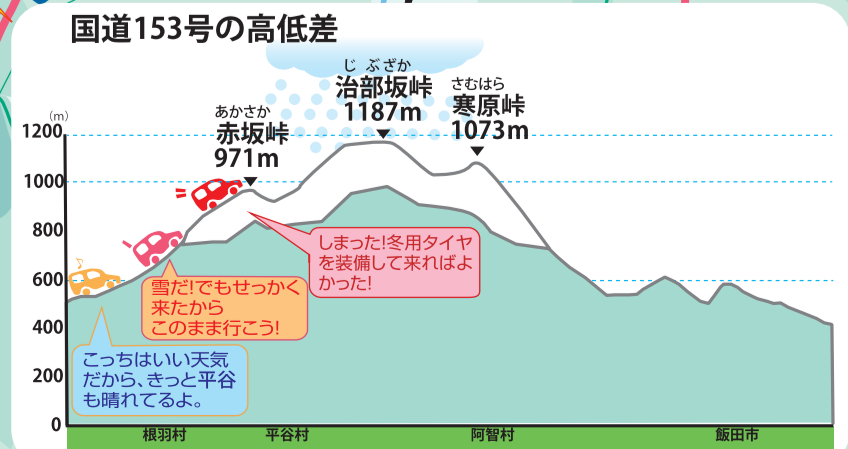 国道153号の高低差
じぶざか
治部坂峠
1187m
さむはら
寒原峠
1073m
あかさか
赤坂峠
971m
(m)
1200
1000
800
600
400
200
0
しまった!冬用タイヤ
を装備して来ればよ
かった!
雪だ!でもせっかく
来たから
このまま行こう!
こっちはいい天気
だから、きっと平谷
も晴れてるよ。
根羽村
平谷村
阿智村
飯田市